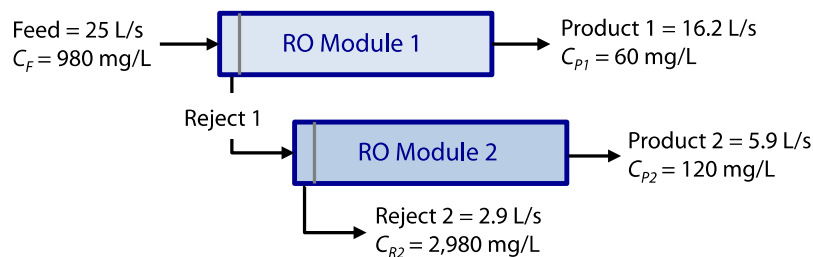 Feed = 25 L/s
C_F = 980 mg/L
RO Module 1
Product 1 = 16.2 L/s
C_P1 = 60 mg/L
Reject 1
RO Module 2
Product 2 = 5.9 L/s
C_P2 = 120 mg/L
Reject 2 = 2.9 L/s
C_R2 = 2,980 mg/L